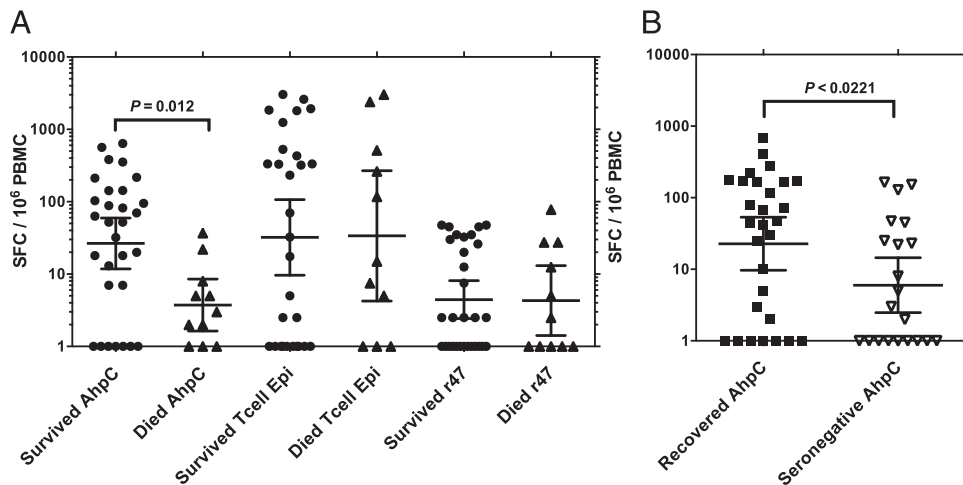 A
SFC / 10⁶ PBMC
10000
1000
100
10
1
P = 0.012
Survived AhpC
Died AhpC
Survived Tcell Epi
Died Tcell Epi
Survived r47
Died r47
B
SFC / 10⁶ PBMC
10000
1000
100
10
1
P < 0.0221
Recovered AhpC
Seronegative AhpC